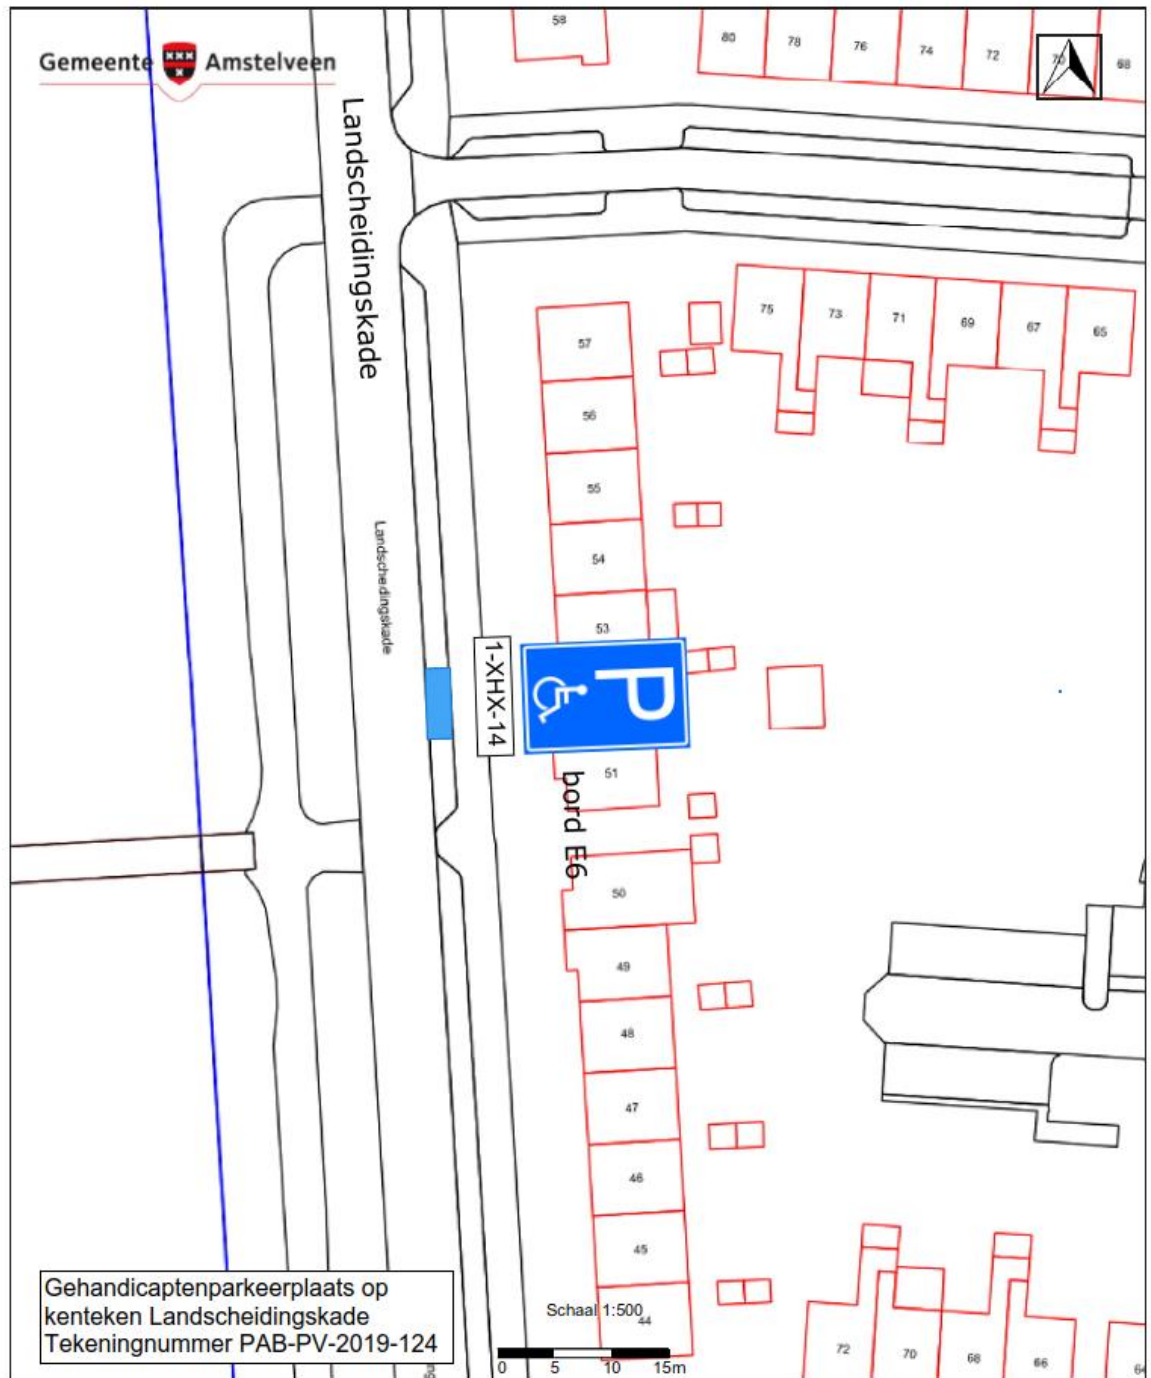 Gemeente Amstelveen
58
80
78
76
74
72
70
68
Landscheidingskade
75
73
71
69
67
65
57
56
55
54
53
Landscheidingskade
1-XHX-14
P
51
bord E6
50
49
48
47
46
45
44
Schaal 1:500
0 5 10 15m
72
70
68
66
Gehandicaptenparkeerplaats op
kenteken Landscheidingskade
Tekeningnummer PAB-PV-2019-124